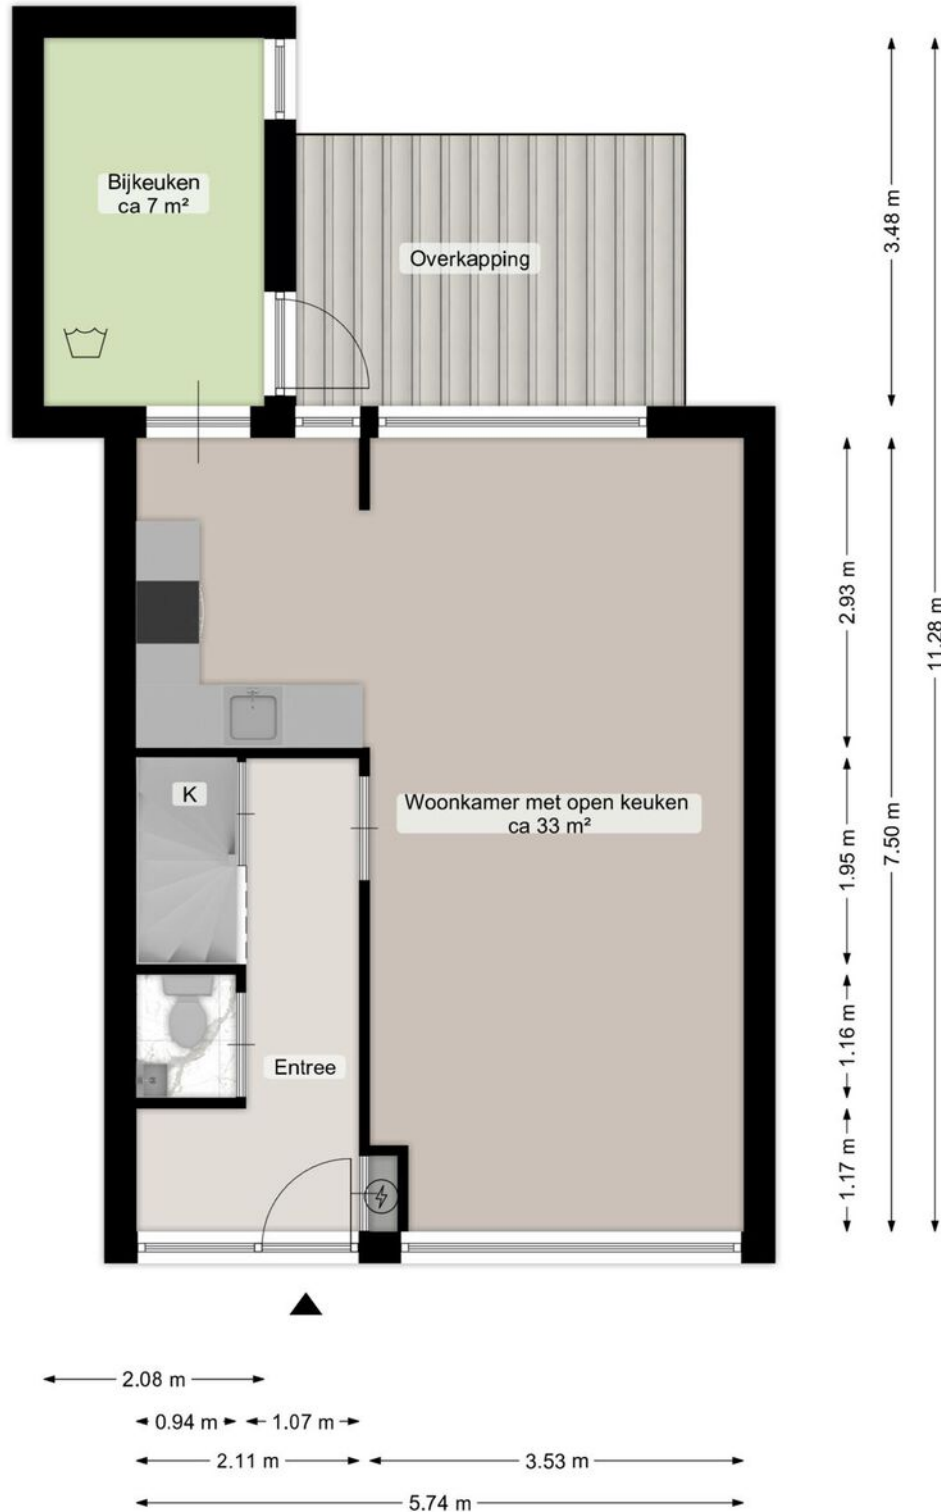 Bijkeuken
ca 7 m²
Overkapping
3.48 m
2.93 m
11.28 m
K
Woonkamer met open keuken
ca 33 m²
1.95 m
7.50 m
1.16 m
Entree
1.17 m
2.08 m
0.94 m
1.07 m
2.11 m
3.53 m
5.74 m